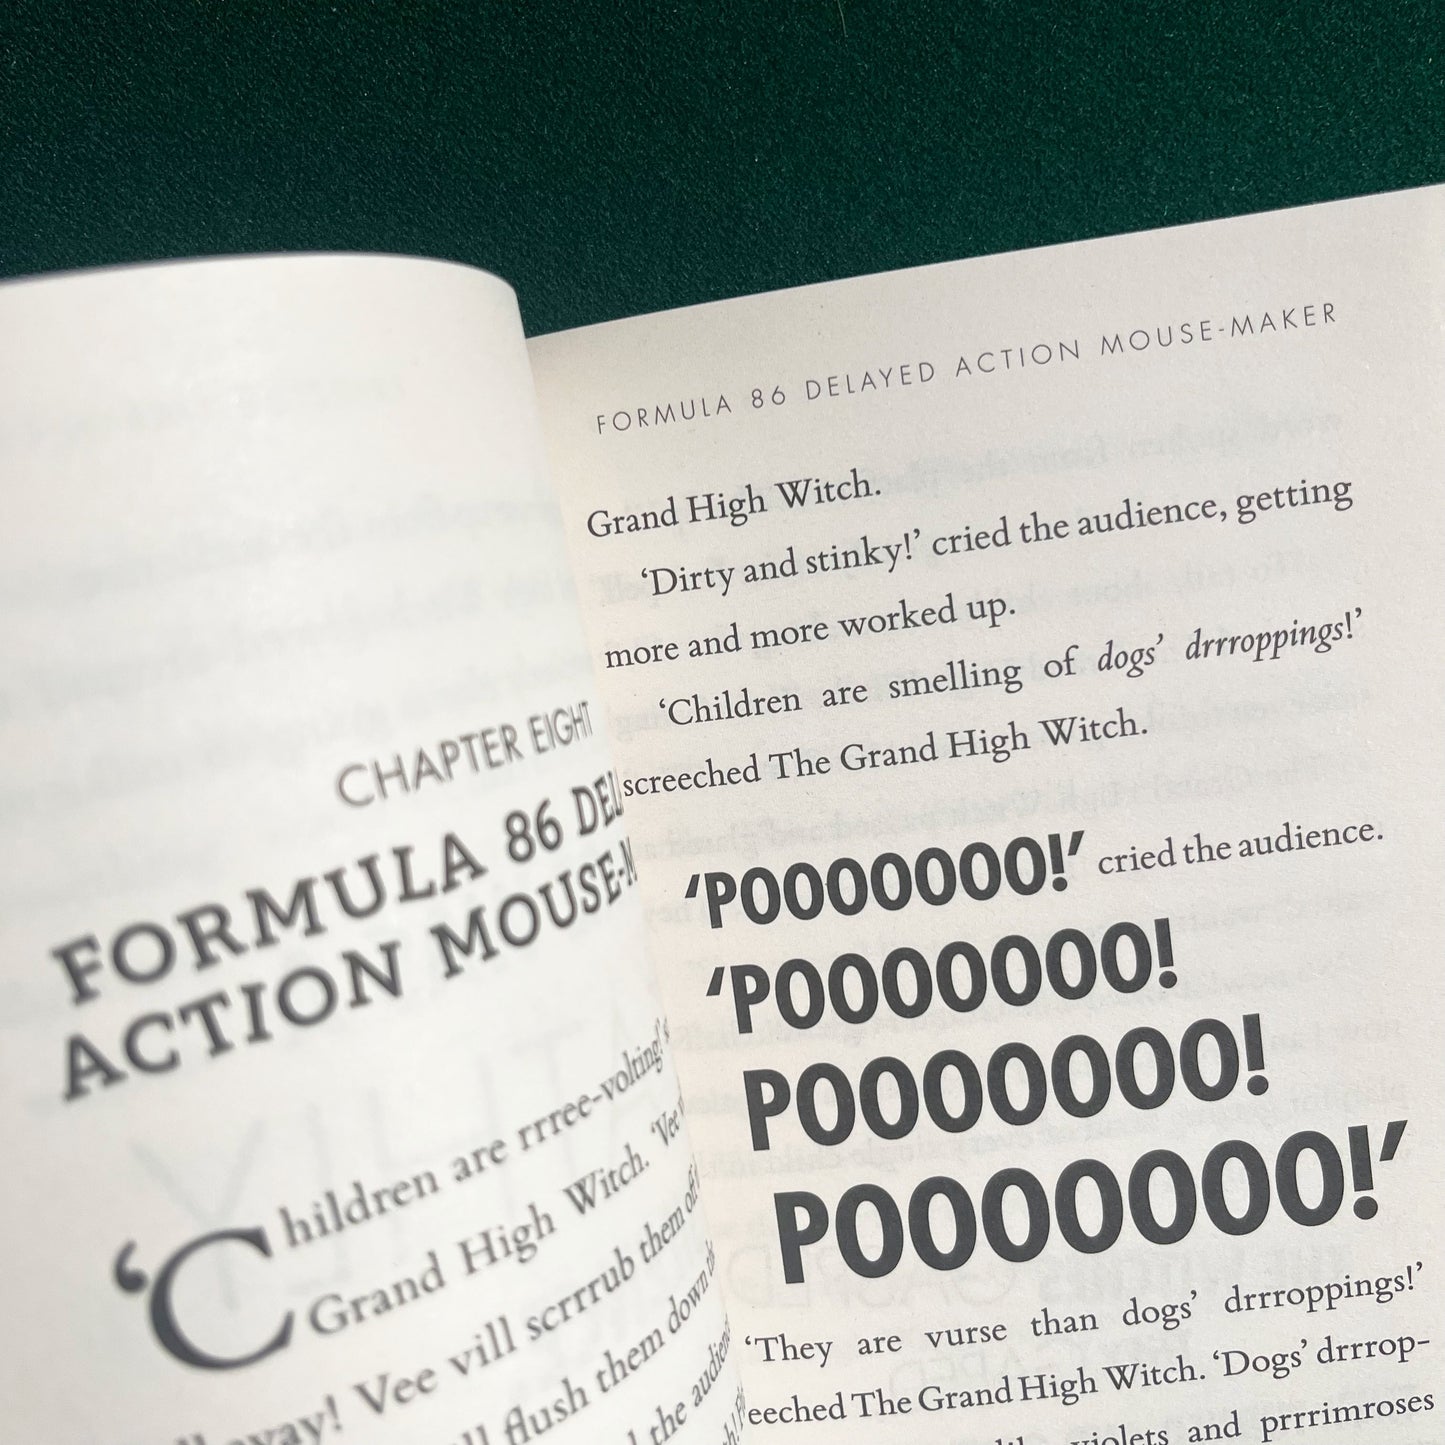 CHAPTER EIGHT
FORMULA 86 DEL
ACTION MOUSE-M
‘Children are rrree-volting!’
Grand High Witch. ‘Vee
Vee vill scrrrub them off
flush them down
the audience
FORMULA 86 DELAYED ACTION MOUSE-MAKER
Grand High Witch.
‘Dirty and stinky!’ cried the audience, getting
more and more worked up.
‘Children are smelling of dogs’ drrroppings!’
screeched The Grand High Witch.
‘POOOOOOO!’ cried the audience.
‘POOOOOOO!
POOOOOOO!
POOOOOOO!’
‘They are vurse than dogs’ drrroppings!’
eeched The Grand High Witch. ‘Dogs’ drrrop-
violets and prrrimroses